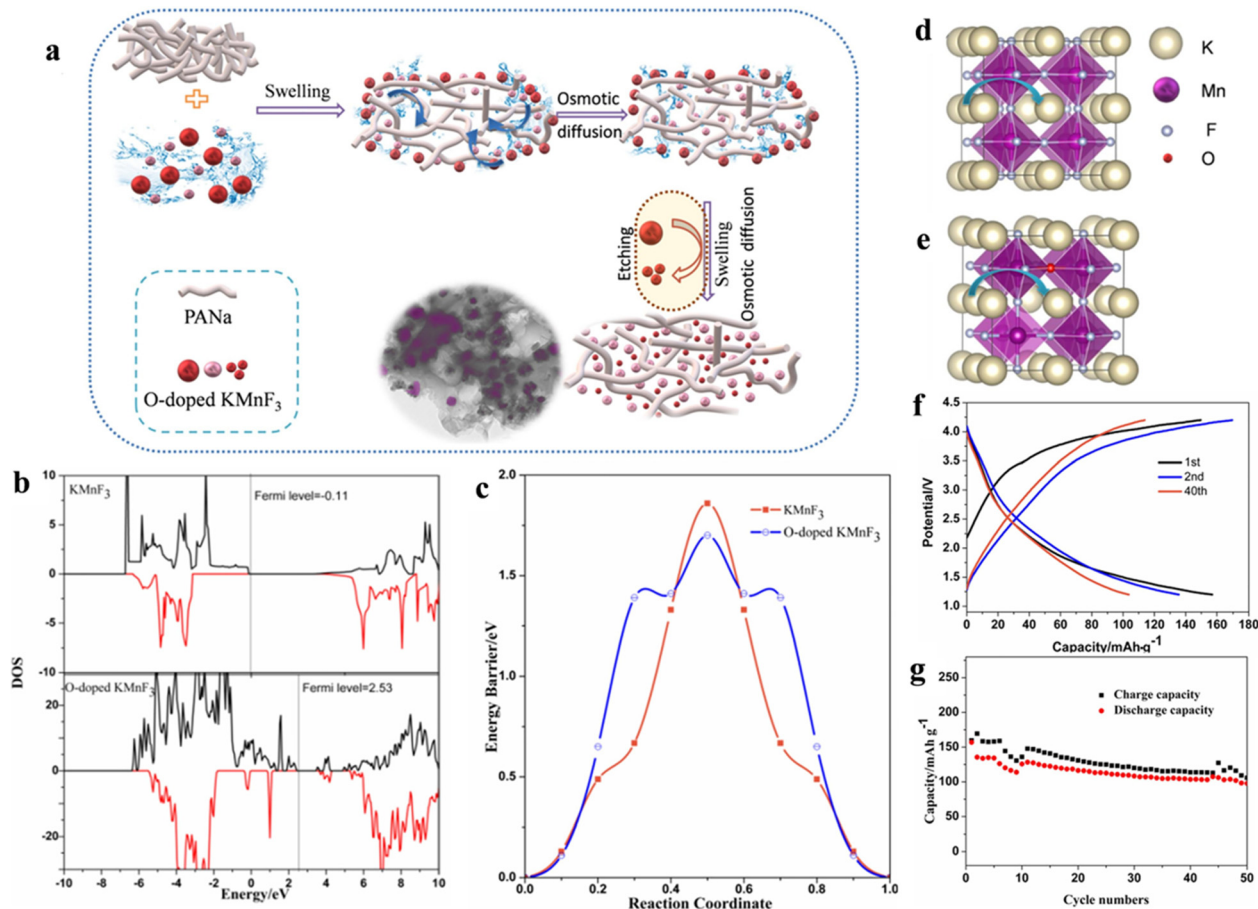 a
Swelling
Osmotic
diffusion
Etching
Swelling
Osmotic diffusion
PANa
O-doped KMnF₃
d
K
Mn
F
O
e
b
KMnF₃
Fermi level=-0.11
10
5
0
-5
-10
O-doped KMnF₃
Fermi level=2.53
20
0
-20
DOS
-10 -8 -6 -4 -2 0 2 4 6 8 10
Energy/eV
c
KMnF₃
O-doped KMnF₃
2.0
1.5
1.0
0.5
0.0
Energy Barrier/eV
0.2 0.4 0.6 0.8 1.0
Reaction Coordinate
f
4.5
4.0
3.5
3.0
2.5
2.0
1.5
1.0
Potential/V
1st
2nd
40th
0 20 40 60 80 100 120 140 160 180
Capacity/mAh·g⁻¹
g
250
200
150
100
50
0
Capacity/mAh g⁻¹
Charge capacity
Discharge capacity
0 10 20 30 40 50
Cycle numbers